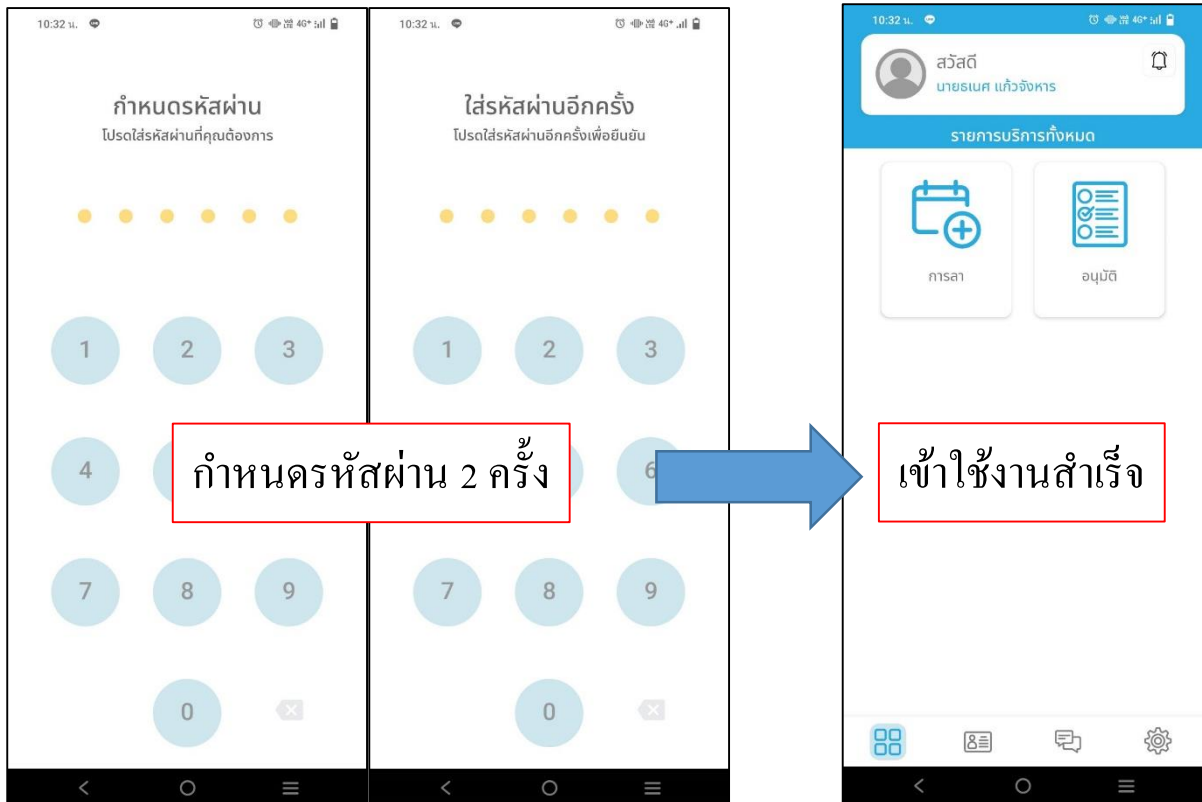 10:32 น.
4G+
กำหนดรหัสผ่าน
โปรดใส่รหัสผ่านที่คุณต้องการ
1 2 3
4
7 8 9
0
10:32 น.
4G+
ใส่รหัสผ่านอีกครั้ง
โปรดใส่รหัสผ่านอีกครั้งเพื่อยืนยัน
1 2 3
6
7 8 9
0
กำหนดรหัสผ่าน 2 ครั้ง
10:32 น.
4G+
สวัสดี
นายธเนศ แก้วจังหาร
รายการบริการทั้งหมด
การลา
อนุมัติ
เข้าใช้งานสำเร็จ